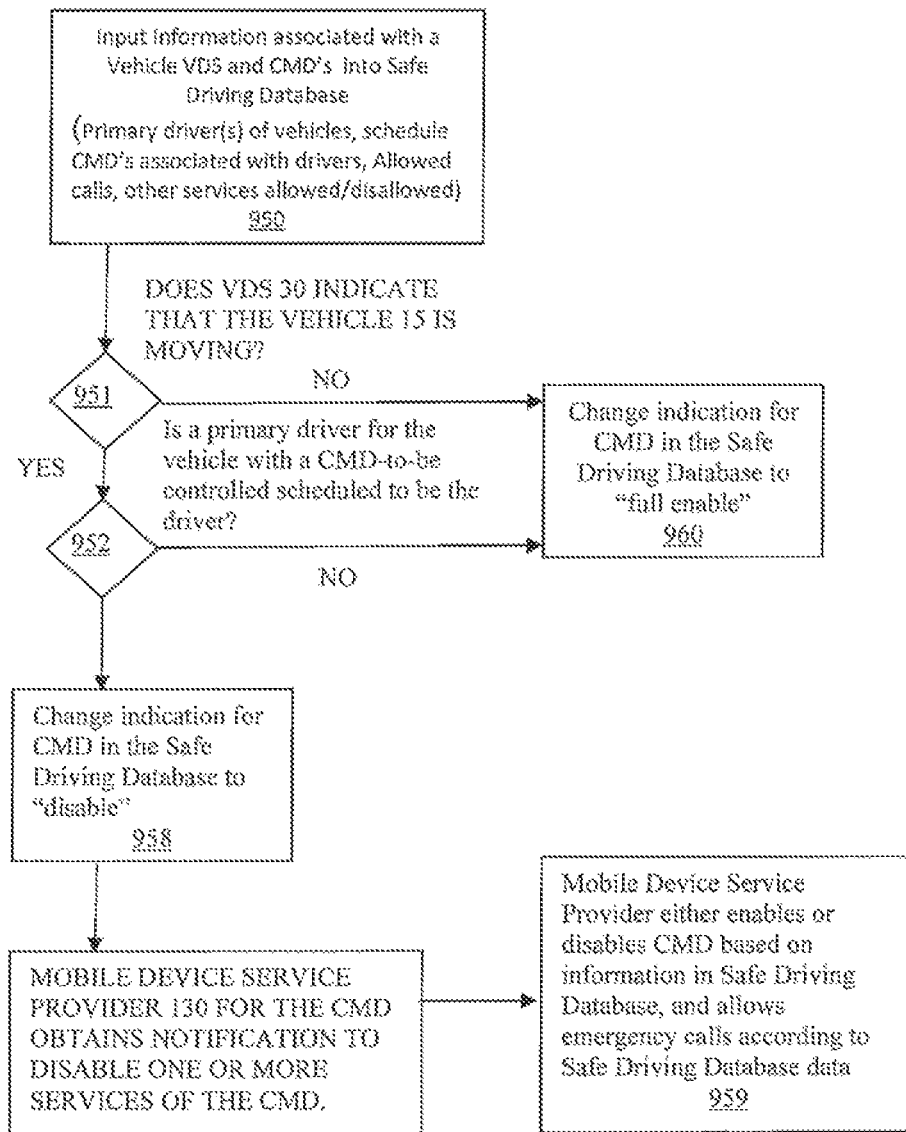 Input Information associated with a
Vehicle VDS and CMD's into Safe
Driving Database
(Primary driver(s) of vehicles, schedule
CMD's associated with drivers, Allowed
calls, other services allowed/disallowed)
950
DOES VDS 30 INDICATE
THAT THE VEHICLE 15 IS
MOVING?
951
NO
YES
Is a primary driver for the
vehicle with a CMD-to-be
controlled scheduled to be the
driver?
952
NO
Change indication for
CMD in the Safe
Driving Database to
“full enable”
960
Change indication for
CMD in the Safe
Driving Database to
“disable”
958
MOBILE DEVICE SERVICE
PROVIDER 130 FOR THE CMD
OBTAINS NOTIFICATION TO
DISABLE ONE OR MORE
SERVICES OF THE CMD.
Mobile Device Service
Provider either enables or
disables CMD based on
information in Safe Driving
Database, and allows
emergency calls according to
Safe Driving Database data
959